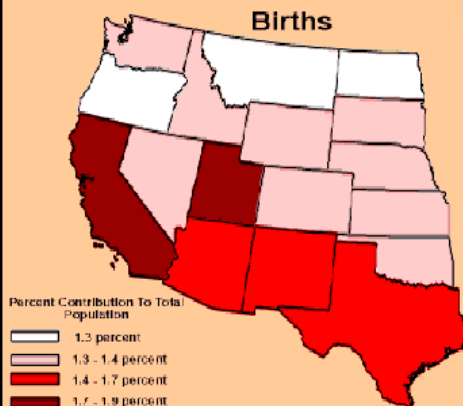 Births
Percent Contribution To Total
Population
1.3 percent
1.3 - 1.4 percent
1.4 - 1.7 percent
1.7 - 1.9 percent